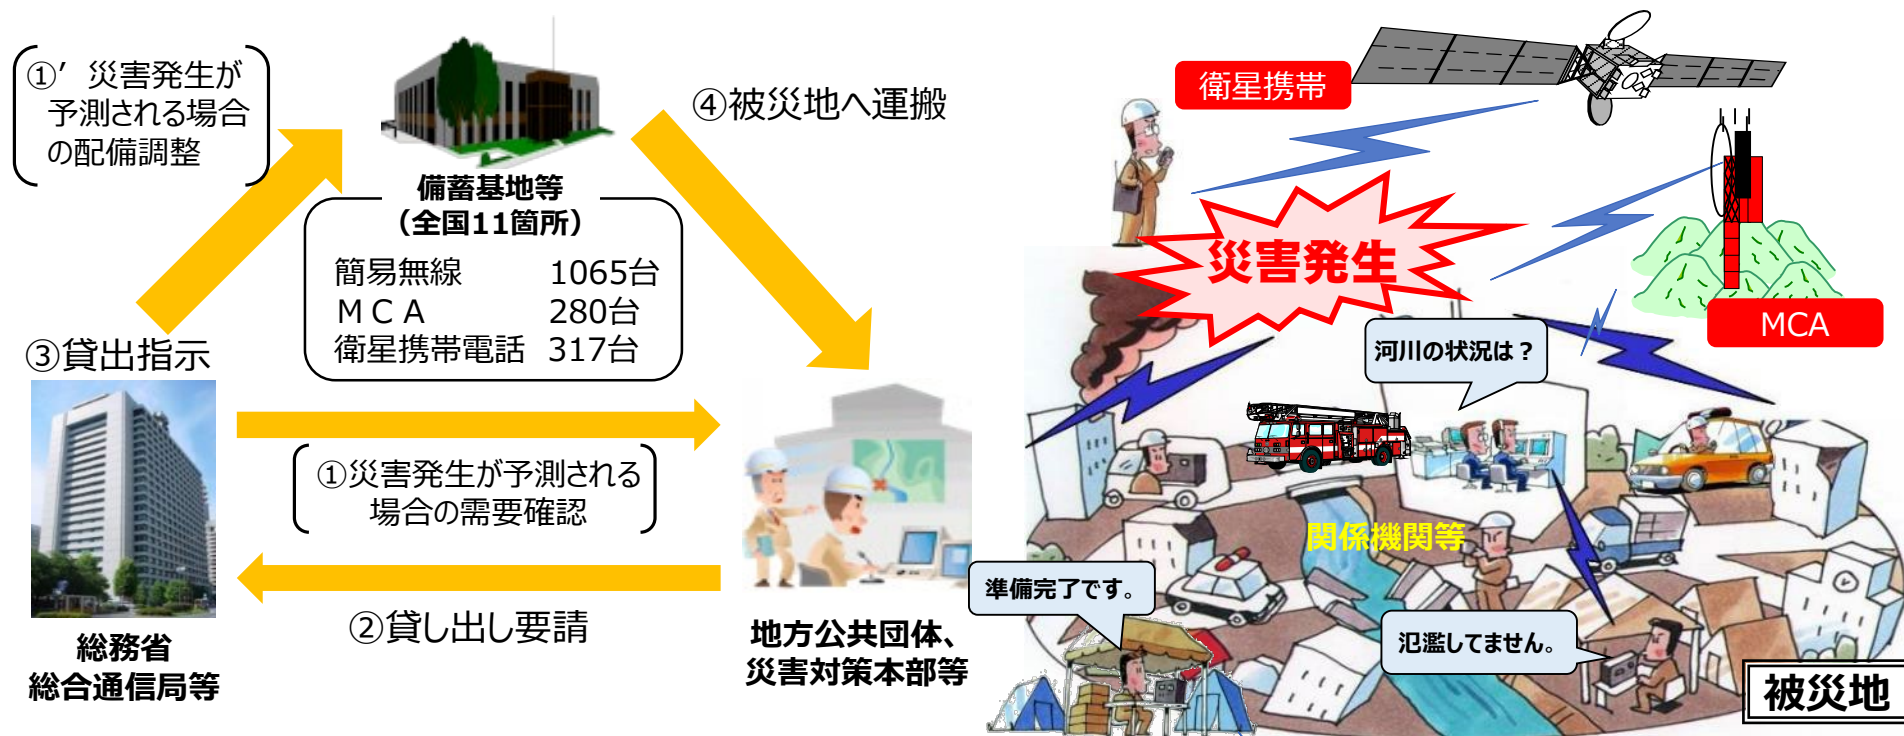 ①’ 災害発生が
予測される場合
の配備調整
備蓄基地等
（全国11箇所）
簡易無線 1065台
ＭＣＡ 280台
衛星携帯電話 317台
④被災地へ運搬
③貸出指示
①災害発生が予測される
場合の需要確認
②貸し出し要請
総務省
総合通信局等
地方公共団体、
災害対策本部等
衛星携帯
災害発生
MCA
河川の状況は？
関係機関等
準備完了です。
氾濫してません。
被災地